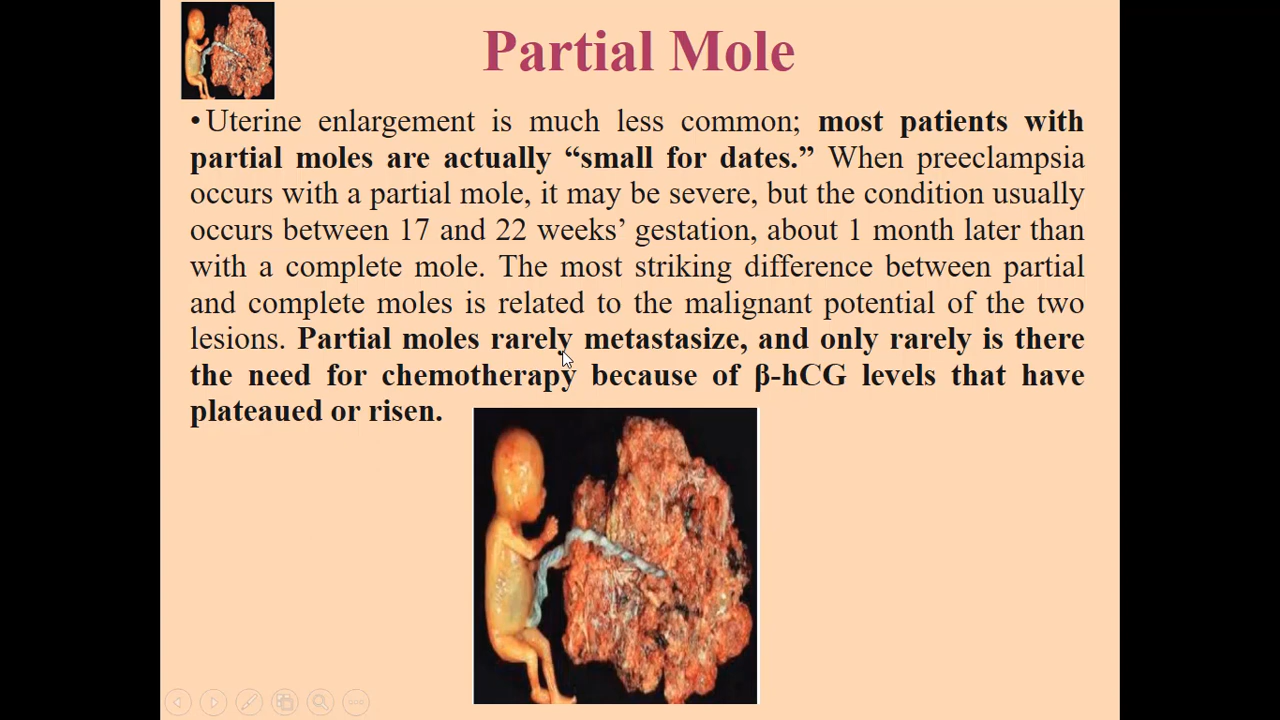 Partial Mole
•Uterine enlargement is much less common; most patients with
partial moles are actually “small for dates.” When preeclampsia
occurs with a partial mole, it may be severe, but the condition usually
occurs between 17 and 22 weeks’ gestation, about 1 month later than
with a complete mole. The most striking difference between partial
and complete moles is related to the malignant potential of the two
lesions. Partial moles rarely metastasize, and only rarely is there
the need for chemotherapy because of β-hCG levels that have
plateaued or risen.